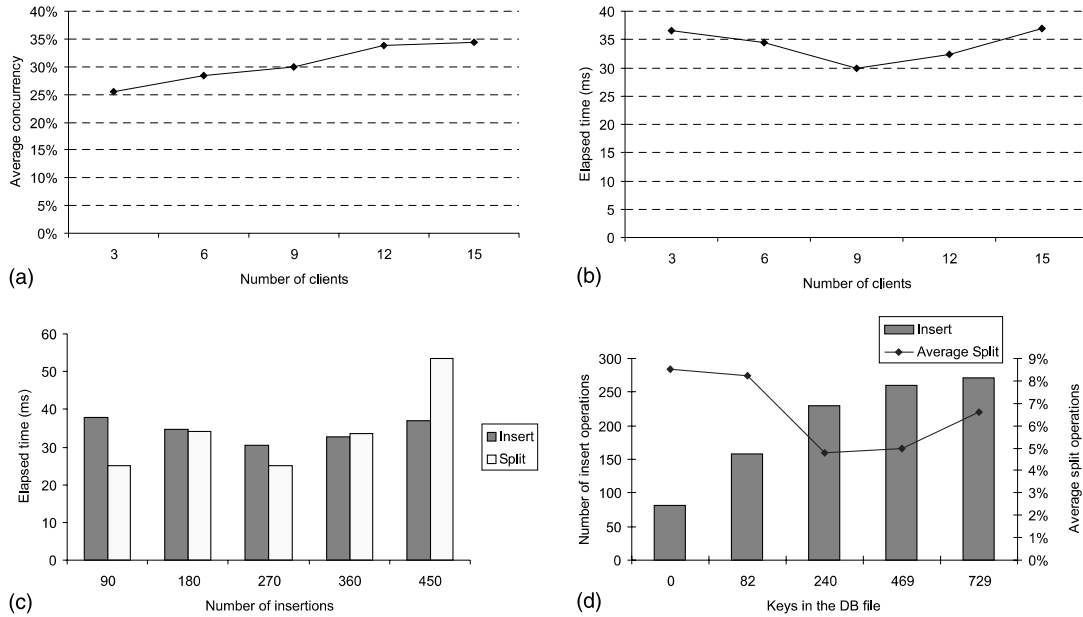 40%
35%
30%
25%
20%
15%
10%
5%
0%
Average concurrency
3 6 9 12 15
Number of clients
(a)
40
35
30
25
20
15
10
5
0
Elapsed time (ms)
3 6 9 12 15
Number of clients
(b)
60
50
40
30
20
10
0
Elapsed time (ms)
Insert
Split
90 180 270 360 450
Number of insertions
(c)
Insert
Average Split
300
250
200
150
100
50
0
Number of insert operations
9%
8%
7%
6%
5%
4%
3%
2%
1%
0%
Average split operations
0 82 240 469 729
Keys in the DB file
(d)